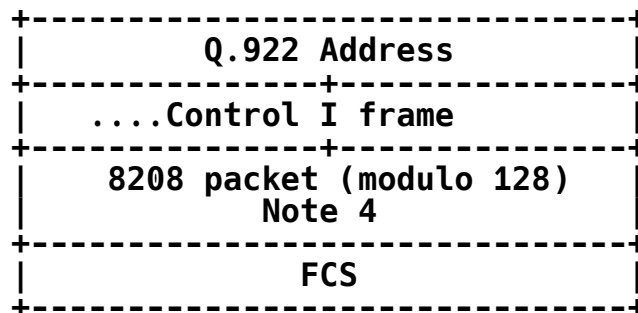 Q.922 Address
....Control I frame
8208 packet (modulo 128)
Note 4
FCS